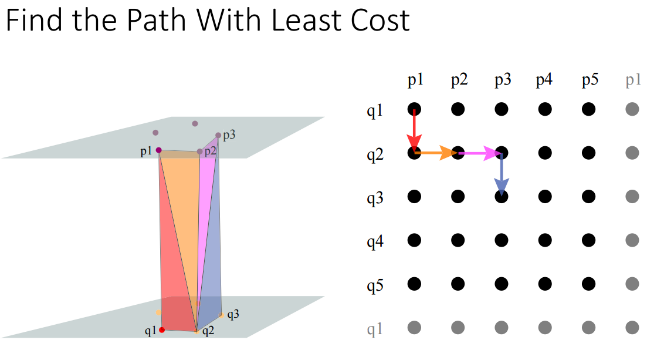 Find the Path With Least Cost
p1 p2 p3 p4 p5 p1
q1
q2
q3
q4
q5
q1
p3
p1 p2
q3
q1 q2